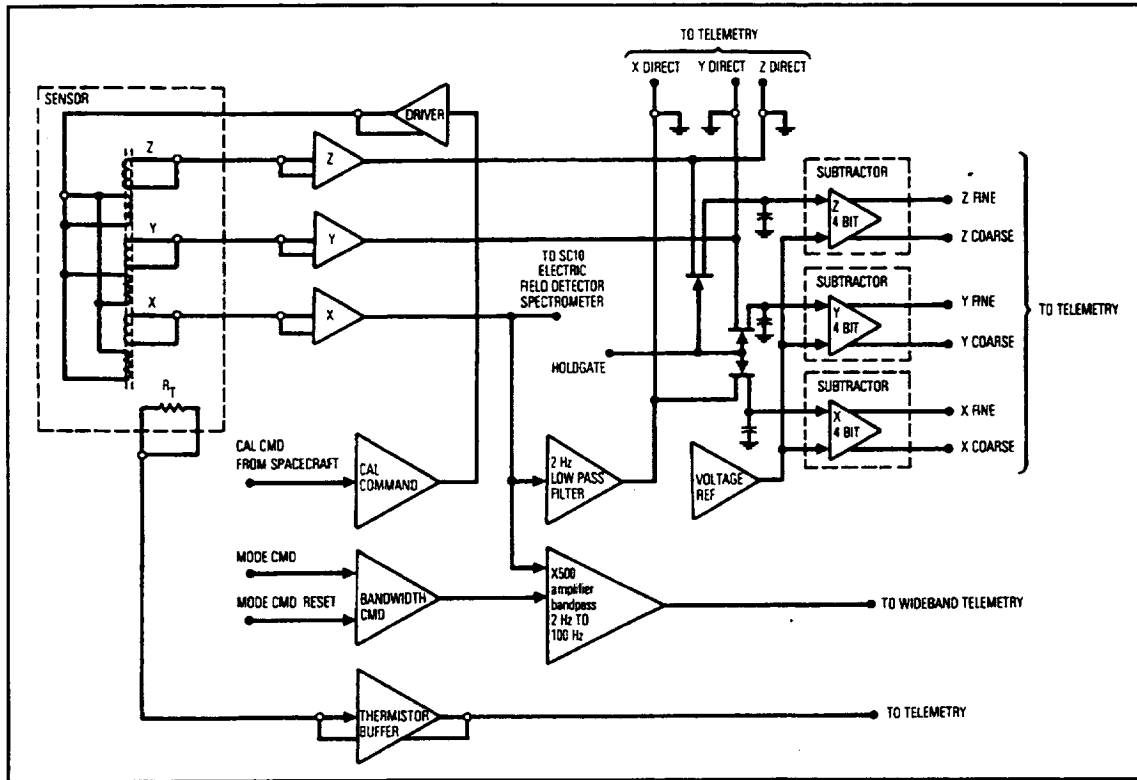 TO TELEMETRY
X DIRECT Y DIRECT Z DIRECT
SENSOR
DRIVER
Z
Z
Y
Y
X
X
TO SC10
ELECTRIC
FIELD DETECTOR
SPECTROMETER
HOLDGATE
SUBTRACTOR
Z
4 BIT
Z FINE
Z COARSE
SUBTRACTOR
Y
4 BIT
Y FINE
Y COARSE
TO TELEMETRY
SUBTRACTOR
X
4 BIT
X FINE
X COARSE
RT
CAL CMD
FROM SPACECRAFT
CAL
COMMAND
2 Hz
LOW PASS
FILTER
VOLTAGE
REF
MODE CMD
MODE CMD RESET
BANDWIDTH
CMD
X500
amplifier
bandpass
2 Hz TO
100 Hz
TO WIDEBAND TELEMETRY
THERMISTOR
BUFFER
TO TELEMETRY